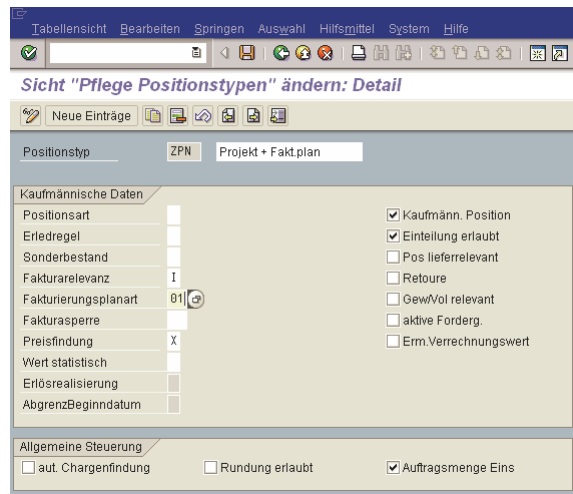 Tabellensicht Bearbeiten Springen Auswahl Hilfsmittel System Hilfe
Sicht "Pflege Positionstypen" ändern: Detail
Neue Einträge
Positionstyp ZPN Projekt + Fakt.plan
Kaufmännische Daten
Positionsart Kaufmänn. Position
Erledregel Einteilung erlaubt
Sonderbestand Pos lieferrelevant
Fakturarelevanz I Retoure
Fakturierungsplanart 01 Gew/Vol relevant
Fakturasperre aktive Forderg.
Preisfindung X Erm.Verrechnungswert
Wert statistisch
Erlösrealisierung
AbgrenzBeginndatum
Allgemeine Steuerung
aut. Chargenfindung Rundung erlaubt Auftragsmenge Eins